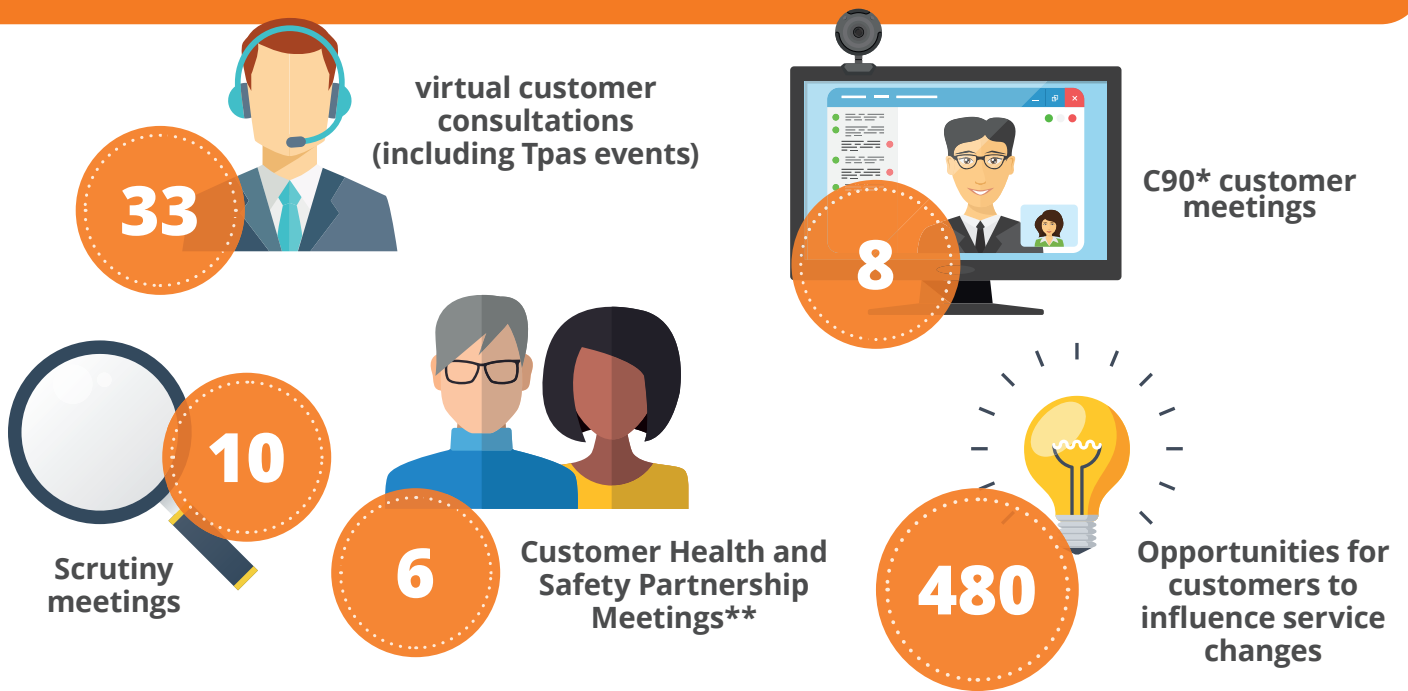 33
virtual customer
consultations
(including Tpas events)
8
C90* customer
meetings
10
Scrutiny
meetings
6
Customer Health and
Safety Partnership
Meetings**
480
Opportunities for
customers to
influence service
changes